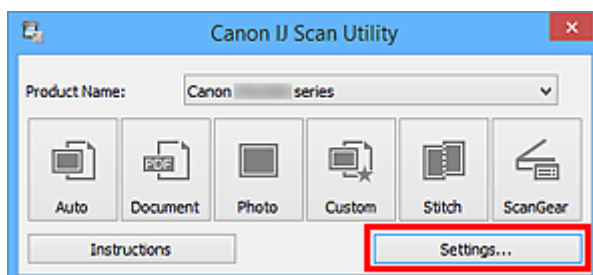 Canon IJ Scan Utility
Product Name: Canon series
Auto Document Photo Custom Stitch ScanGear
PDF
Instructions Settings...